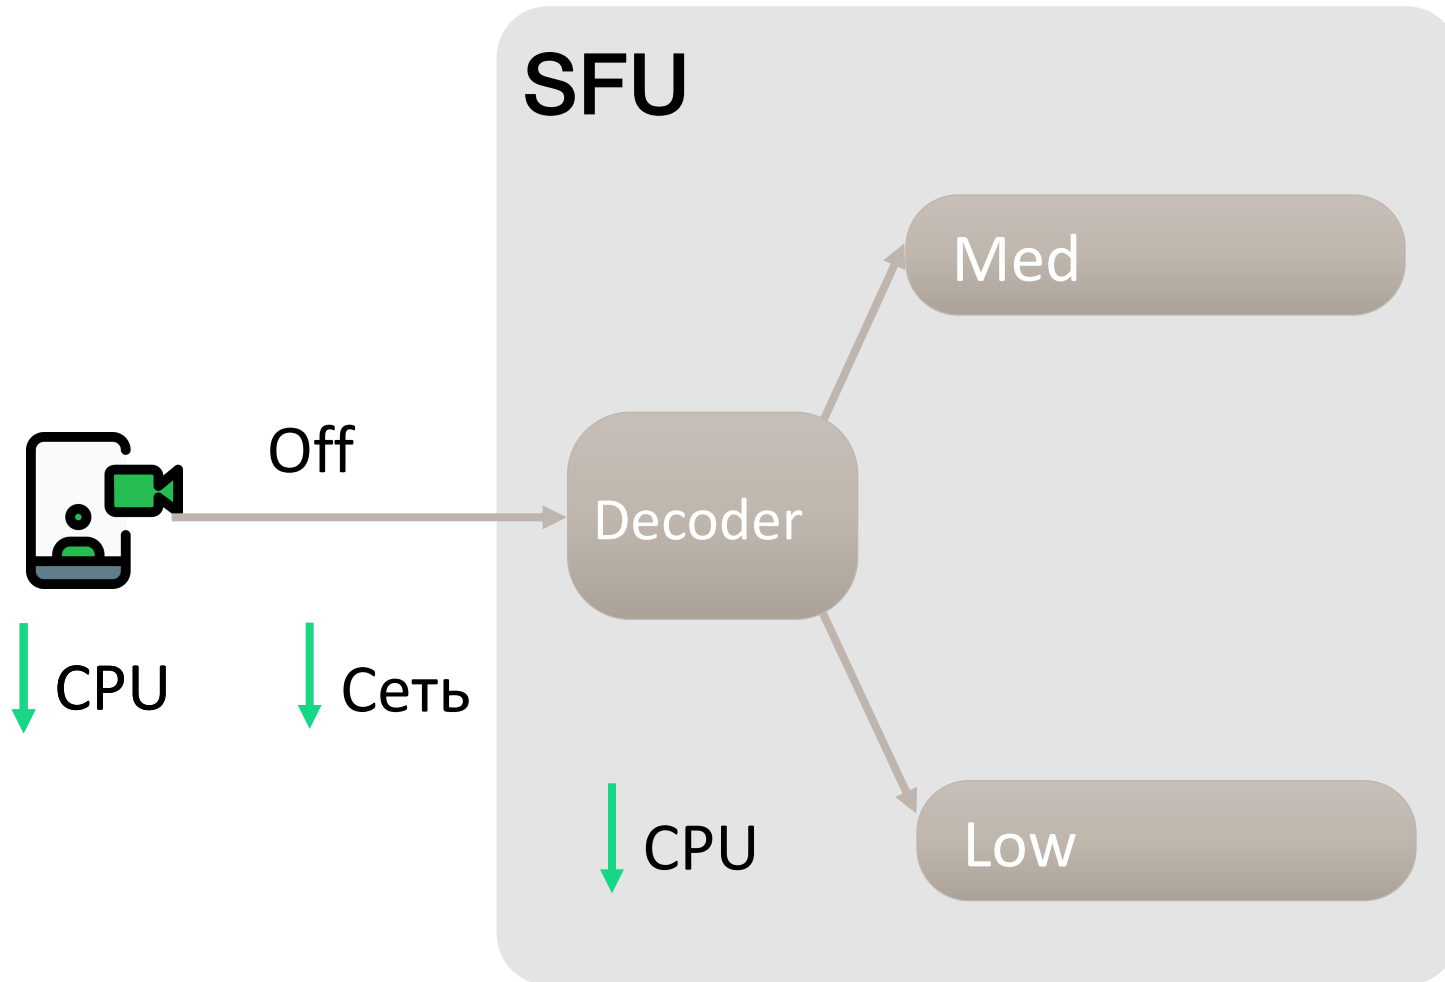 SFU
Med
Off
Decoder
CPU
Сеть
CPU
Low